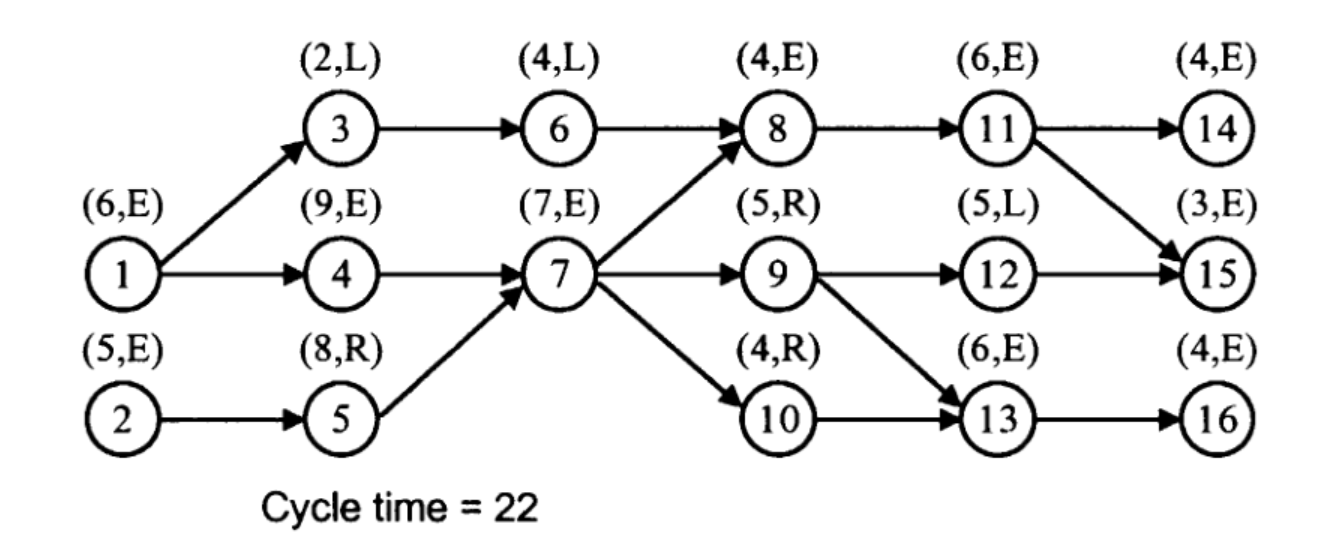 (2,L) (4,L) (4,E) (6,E) (4,E)
3 6 8 11 14
(6,E) (9,E) (7,E) (5,R) (5,L) (3,E)
1 4 7 9 12 15
(5,E) (8,R) (4,R) (6,E) (4,E)
2 5 10 13 16
Cycle time = 22